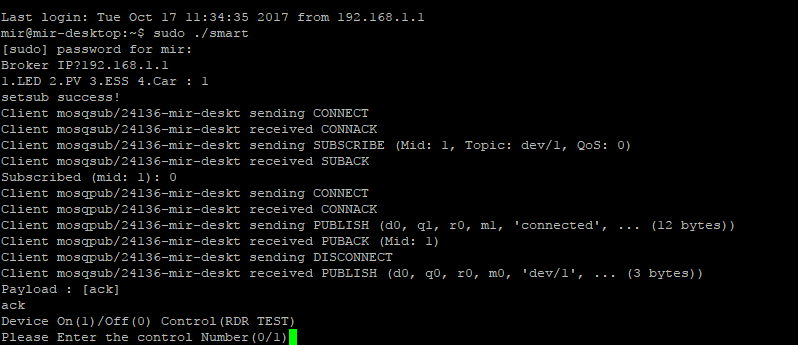 Last login: Tue Oct 17 11:34:35 2017 from 192.168.1.1
mir@mir-desktop:~$ sudo ./smart
[sudo] password for mir:
Broker IP?192.168.1.1
1.LED 2.PV 3.ESS 4.Car : 1
setsub success!
Client mosqsub/24136-mir-deskt sending CONNECT
Client mosqsub/24136-mir-deskt received CONNACK
Client mosqsub/24136-mir-deskt sending SUBSCRIBE (Mid: 1, Topic: dev/1, QoS: 0)
Client mosqsub/24136-mir-deskt received SUBACK
Subscribed (mid: 1): 0
Client mosqpub/24136-mir-deskt sending CONNECT
Client mosqpub/24136-mir-deskt received CONNACK
Client mosqpub/24136-mir-deskt sending PUBLISH (d0, q1, r0, m1, 'connected', ... (12 bytes))
Client mosqpub/24136-mir-deskt received PUBACK (Mid: 1)
Client mosqpub/24136-mir-deskt sending DISCONNECT
Client mosqsub/24136-mir-deskt received PUBLISH (d0, q0, r0, m0, 'dev/1', ... (3 bytes))
Payload : [ack]
ack
Device On(1)/Off(0) Control(RDR TEST)
Please Enter the control Number(0/1)